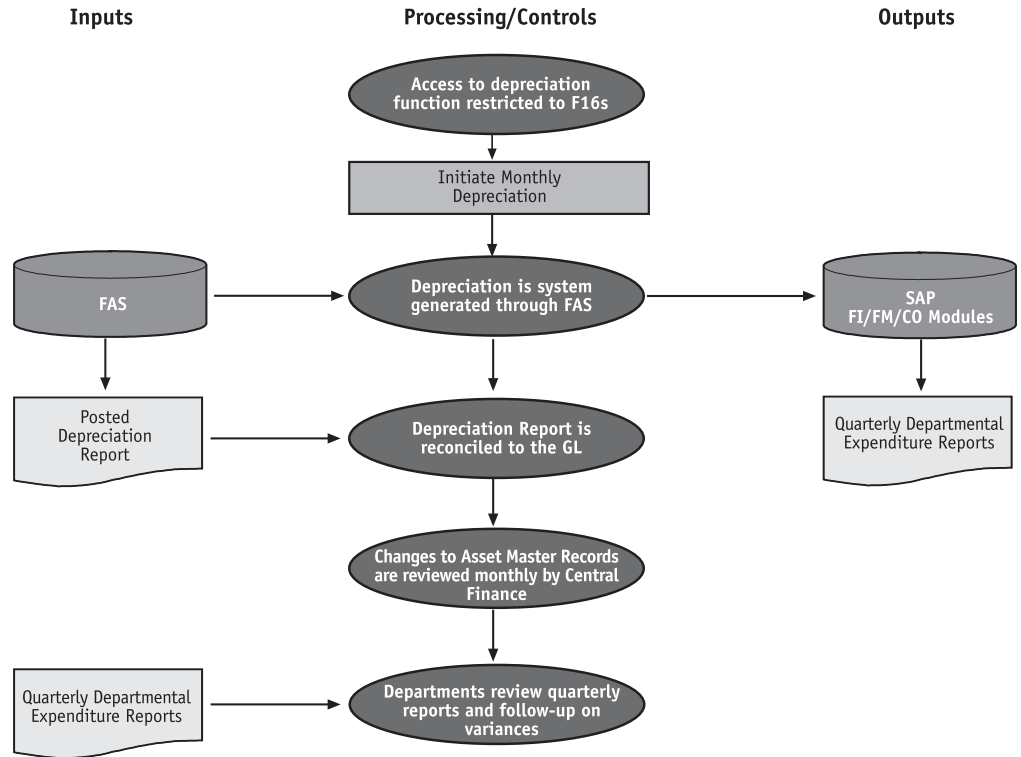 Inputs
Processing/Controls
Outputs
Access to depreciation
function restricted to F16s
Initiate Monthly
Depreciation
FAS
Depreciation is system
generated through FAS
SAP
FI/FM/CO Modules
Posted
Depreciation
Report
Depreciation Report is
reconciled to the GL
Quarterly Departmental
Expenditure Reports
Changes to Asset Master Records
are reviewed monthly by Central
Finance
Quarterly Departmental
Expenditure Reports
Departments review quarterly
reports and follow-up on
variances